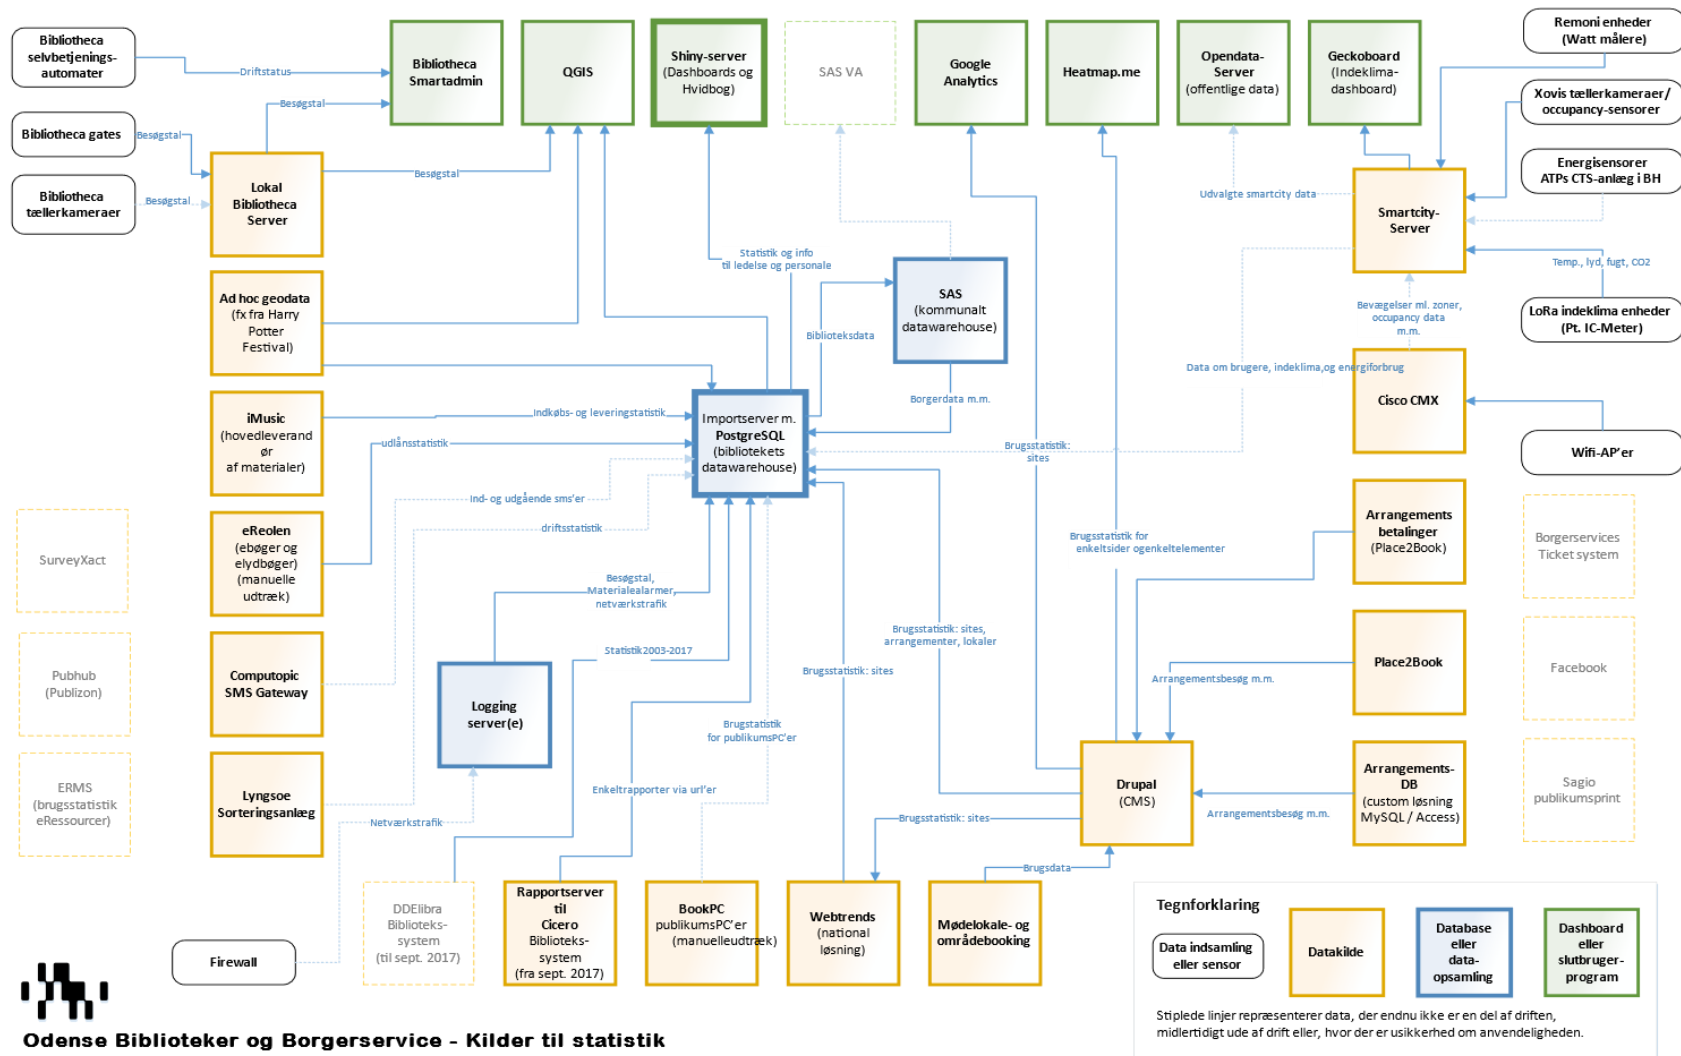 Bibliotheca
selvbetjenings-
automater
Driftstatus
Bibliotheca
Smartadmin
QGIS
Shiny-server
(Dashboards og
Hvidbog)
SAS VA
Google
Analytics
Heatmap.me
Opendata-
Server
(offentlige data)
Geckoboard
(Indeklima-
dashboard)
Remoni enheder
(Watt målere)
Xovis tællerkameraer/
occupancy-sensorer
Energisensorer
ATPs CTS-anlæg i BH
Besøgstal
Bibliotheca gates
Besøgstal
Bibliotheca
tællerkameraer
Besøgstal
Lokal
Bibliotheca
Server
Besøgstal
Udvalgte smartcity data
Smartcity-
Server
Temp., lyd, fugt, CO2
LoRa indeklima enheder
(Pt. IC-Meter)
Statistik og info
til ledelse og personale
SAS
(kommunalt
datawarehouse)
Bevægelser ml. zoner,
occupancy data
m.m.
Ad hoc geodata
(fx fra Harry
Potter
Festival)
Biblioteksdata
Data om brugere, indeklima,og energiforbrug
Cisco CMX
Borgerdata m.m.
iMusic
(hovedleverand
ør
af materialer)
Indkøbs- og leveringstatistik
Importserver m.
PostgreSQL
(bibliotekets
datawarehouse)
udlånsstatistik
Brugsstatistik:
sites
Wifi-AP'er
Ind- og udgående sms'er
driftsstatistik
SurveyXact
eReolen
(ebøger og
elydbøger)
(manuelle
udtræk)
Brugsstatistik for
enkeltsider ogenkeltelementer
Arrangements
betalinger
(Place2Book)
Borgerservices
Ticket system
Besøgstal,
Materialealarmer,
netværkstrafik
Pubhub
(Publizon)
Computopic
SMS Gateway
Statistik2003-2017
Brugsstatistik: sites,
arrangementer, lokaler
Brugsstatistik: sites
Arrangementsbesøg m.m.
Place2Book
Facebook
Logging
server(e)
Brugstatistik
for publikumsPC'er
ERMS
(brugsstatistik
eRessourcer)
Lyngsoe
Sorteringsanlæg
Netværkstrafik
Enkeltrapporter via url'er
Brugsstatistik: sites
Drupal
(CMS)
Arrangementsbesøg m.m.
Arrangements-
DB
(custom løsning
MySQL / Access)
Sagio
publikumsprint
Brugsdata
Firewall
DDElibra
Biblioteks-
system
(til sept. 2017)
Rapportserver
til
Cicero
Biblioteks-
system
(fra sept. 2017)
BookPC
publikumsPC'er
(manuelleudtræk)
Webtrends
(national
løsning)
Mødelokale- og
områdebooking
Tegnforklaring
Data indsamling
eller sensor
Datakilde
Database
eller
data-
opsamling
Dashboard
eller
slutbruger-
program
Stiplede linjer repræsenterer data, der endnu ikke er en del af driften,
midlertidigt ude af drift eller, hvor der er usikkerhed om anvendeligheden.
Odense Biblioteker og Borgerservice - Kilder til statistik